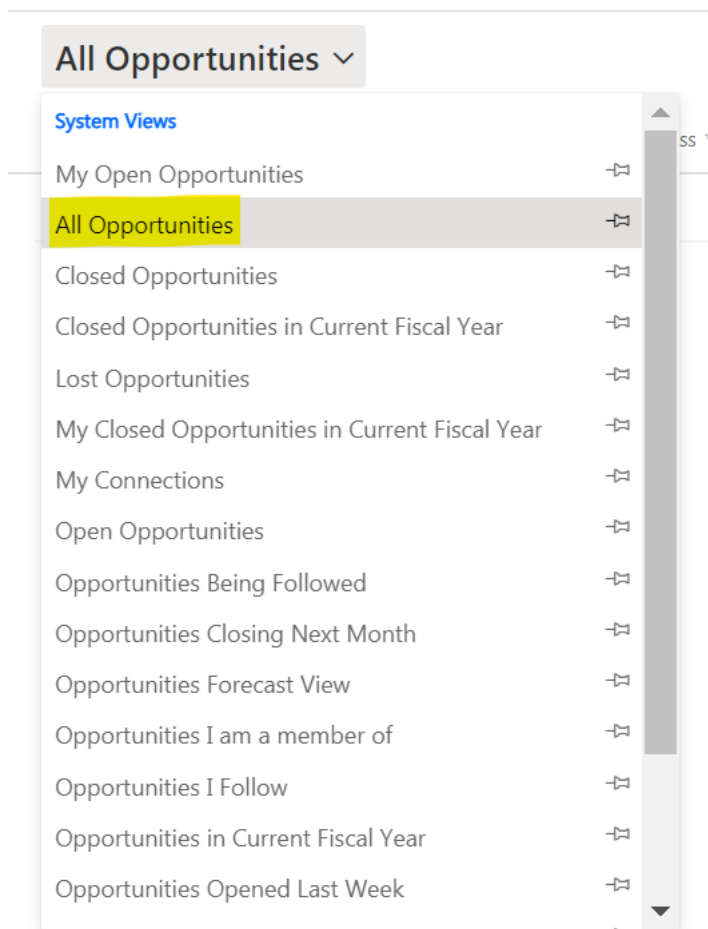 All Opportunities
System Views
ss
My Open Opportunities
All Opportunities
Closed Opportunities
Closed Opportunities in Current Fiscal Year
Lost Opportunities
My Closed Opportunities in Current Fiscal Year
My Connections
Open Opportunities
Opportunities Being Followed
Opportunities Closing Next Month
Opportunities Forecast View
Opportunities I am a member of
Opportunities I Follow
Opportunities in Current Fiscal Year
Opportunities Opened Last Week